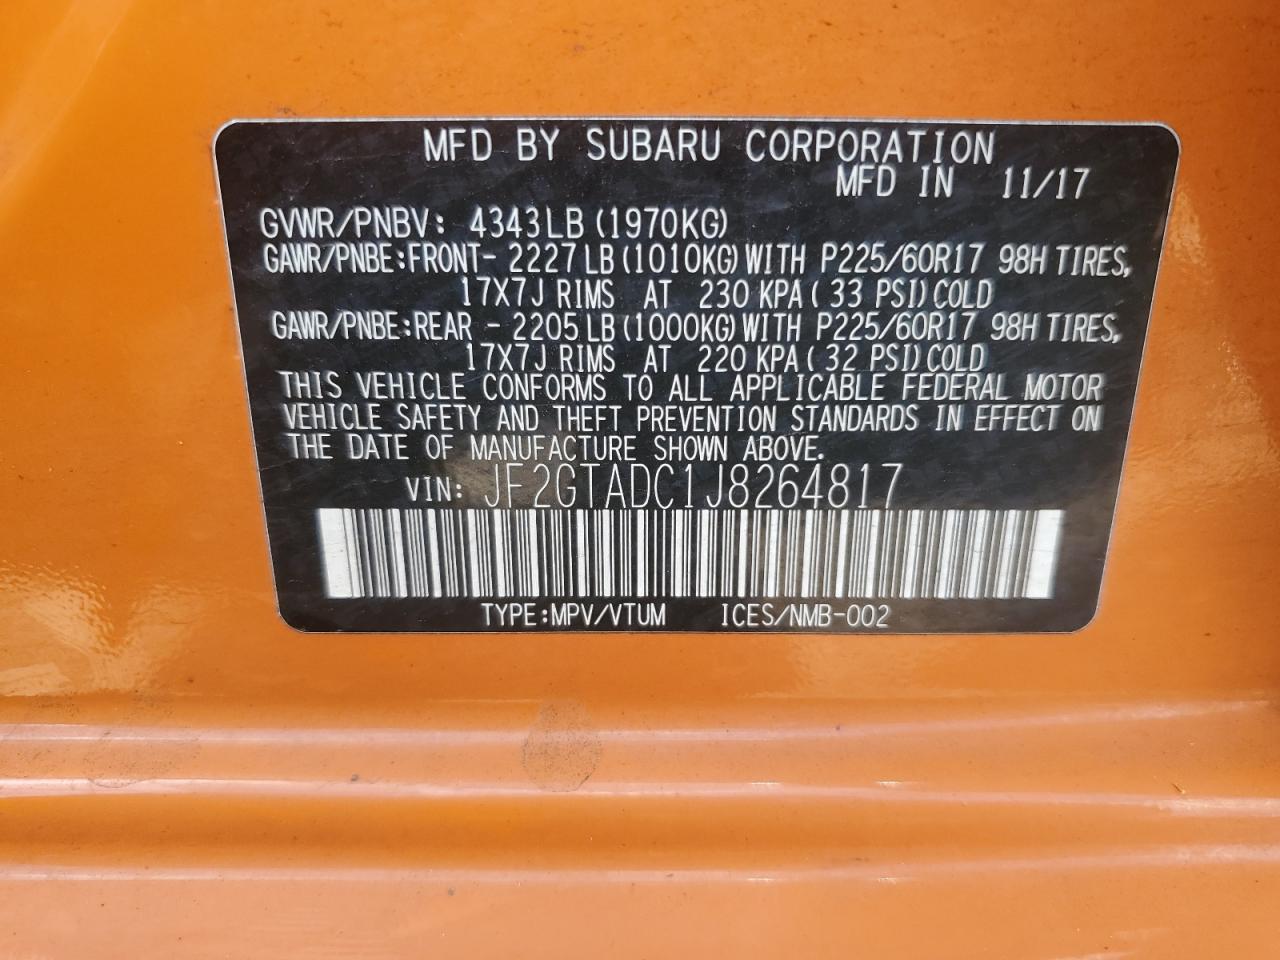 MFD BY SUBARU CORPORATION
MFD IN 11/17
GVWR/PNBV: 4343LB (1970KG)
GAWR/PNBE:FRONT- 2227LB (1010KG) WITH P225/60R17 98H TIRES,
17X7J RIMS AT 230 KPA ( 33 PSI) COLD
GAWR/PNBE:REAR - 2205LB (1000KG) WITH P225/60R17 98H TIRES,
17X7J RIMS AT 220 KPA ( 32 PSI) COLD
THIS VEHICLE CONFORMS TO ALL APPLICABLE FEDERAL MOTOR
VEHICLE SAFETY AND THEFT PREVENTION STANDARDS IN EFFECT ON
THE DATE OF MANUFACTURE SHOWN ABOVE.
VIN: JF2GTADC1J8264817
TYPE:MPV/VTUM ICES/NMB-002